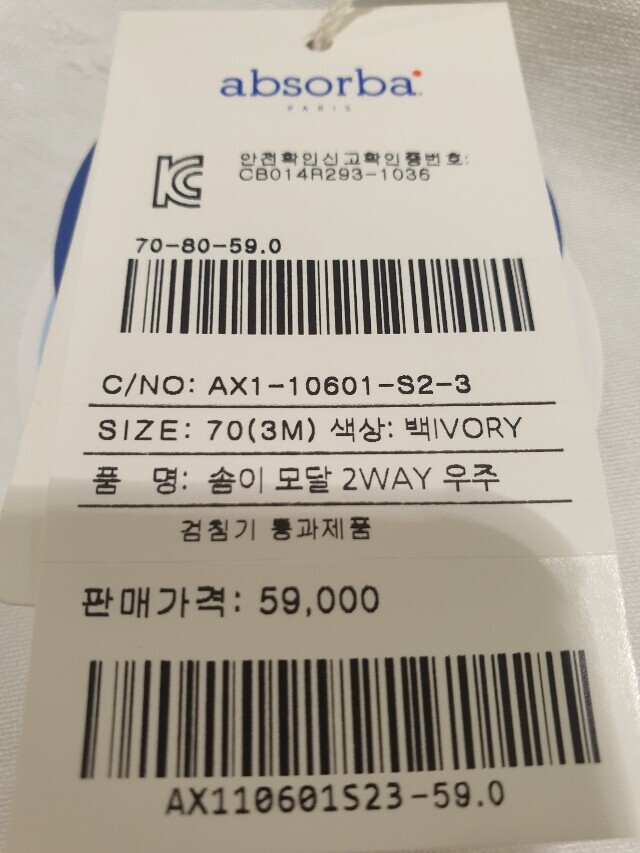 absorba
PARIS
안전확인신고확인증번호:
CB014R293-1036
70-80-59.0
C/NO: AX1-10601-S2-3
SIZE: 70(3M) 색상: 백IVORY
품 명: 솜이 모달 2WAY 우주
검침기 통과제품
판매가격: 59,000
AX110601S23-59.0